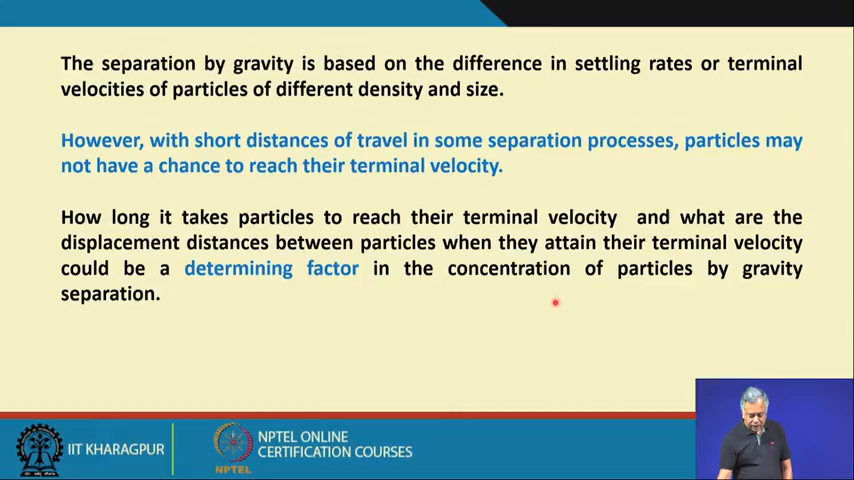 The separation by gravity is based on the difference in settling rates or terminal
velocities of particles of different density and size.
However, with short distances of travel in some separation processes, particles may
not have a chance to reach their terminal velocity.
How long it takes particles to reach their terminal velocity and what are the
displacement distances between particles when they attain their terminal velocity
could be a determining factor in the concentration of particles by gravity
separation.
IIT KHARAGPUR
NPTEL
NPTEL ONLINE
CERTIFICATION COURSES